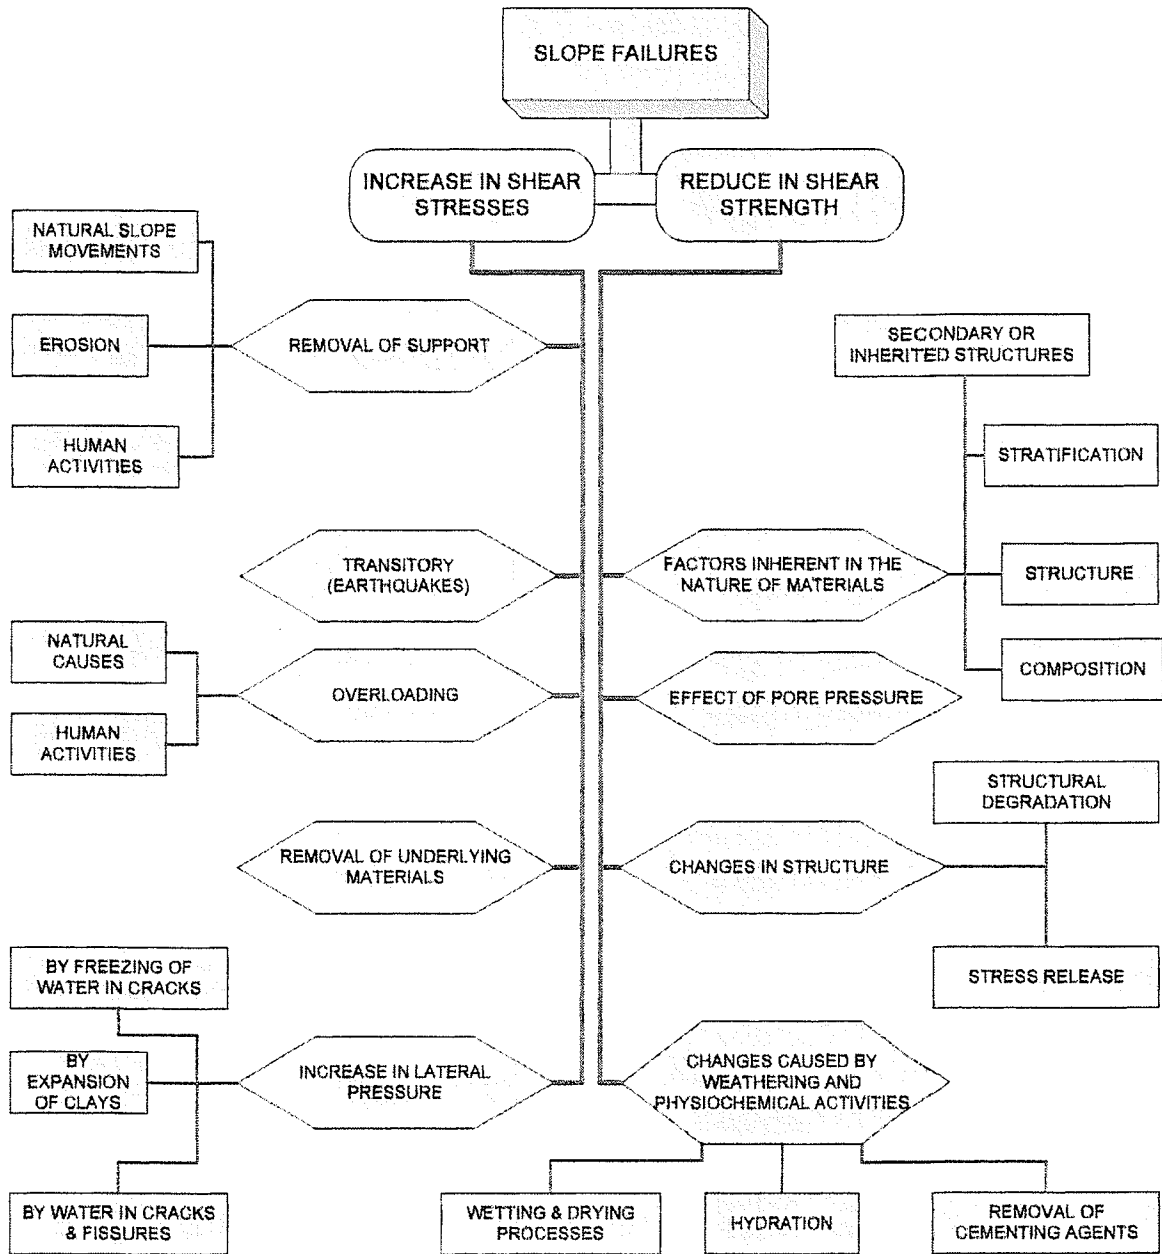 SLOPE FAILURES
INCREASE IN SHEAR
STRESSES
REDUCE IN SHEAR
STRENGTH
NATURAL SLOPE
MOVEMENTS
EROSION
HUMAN
ACTIVITIES
REMOVAL OF SUPPORT
SECONDARY OR
INHERITED STRUCTURES
STRATIFICATION
STRUCTURE
COMPOSITION
TRANSITORY
(EARTHQUAKES)
FACTORS INHERENT IN THE
NATURE OF MATERIALS
NATURAL
CAUSES
HUMAN
ACTIVITIES
OVERLOADING
EFFECT OF PORE PRESSURE
REMOVAL OF UNDERLYING
MATERIALS
CHANGES IN STRUCTURE
STRUCTURAL
DEGRADATION
STRESS RELEASE
BY FREEZING OF
WATER IN CRACKS
BY
EXPANSION
OF CLAYS
BY WATER IN CRACKS
& FISSURES
INCREASE IN LATERAL
PRESSURE
CHANGES CAUSED BY
WEATHERING AND
PHYSIOCHEMICAL ACTIVITIES
WETTING & DRYING
PROCESSES
HYDRATION
REMOVAL OF
CEMENTING AGENTS